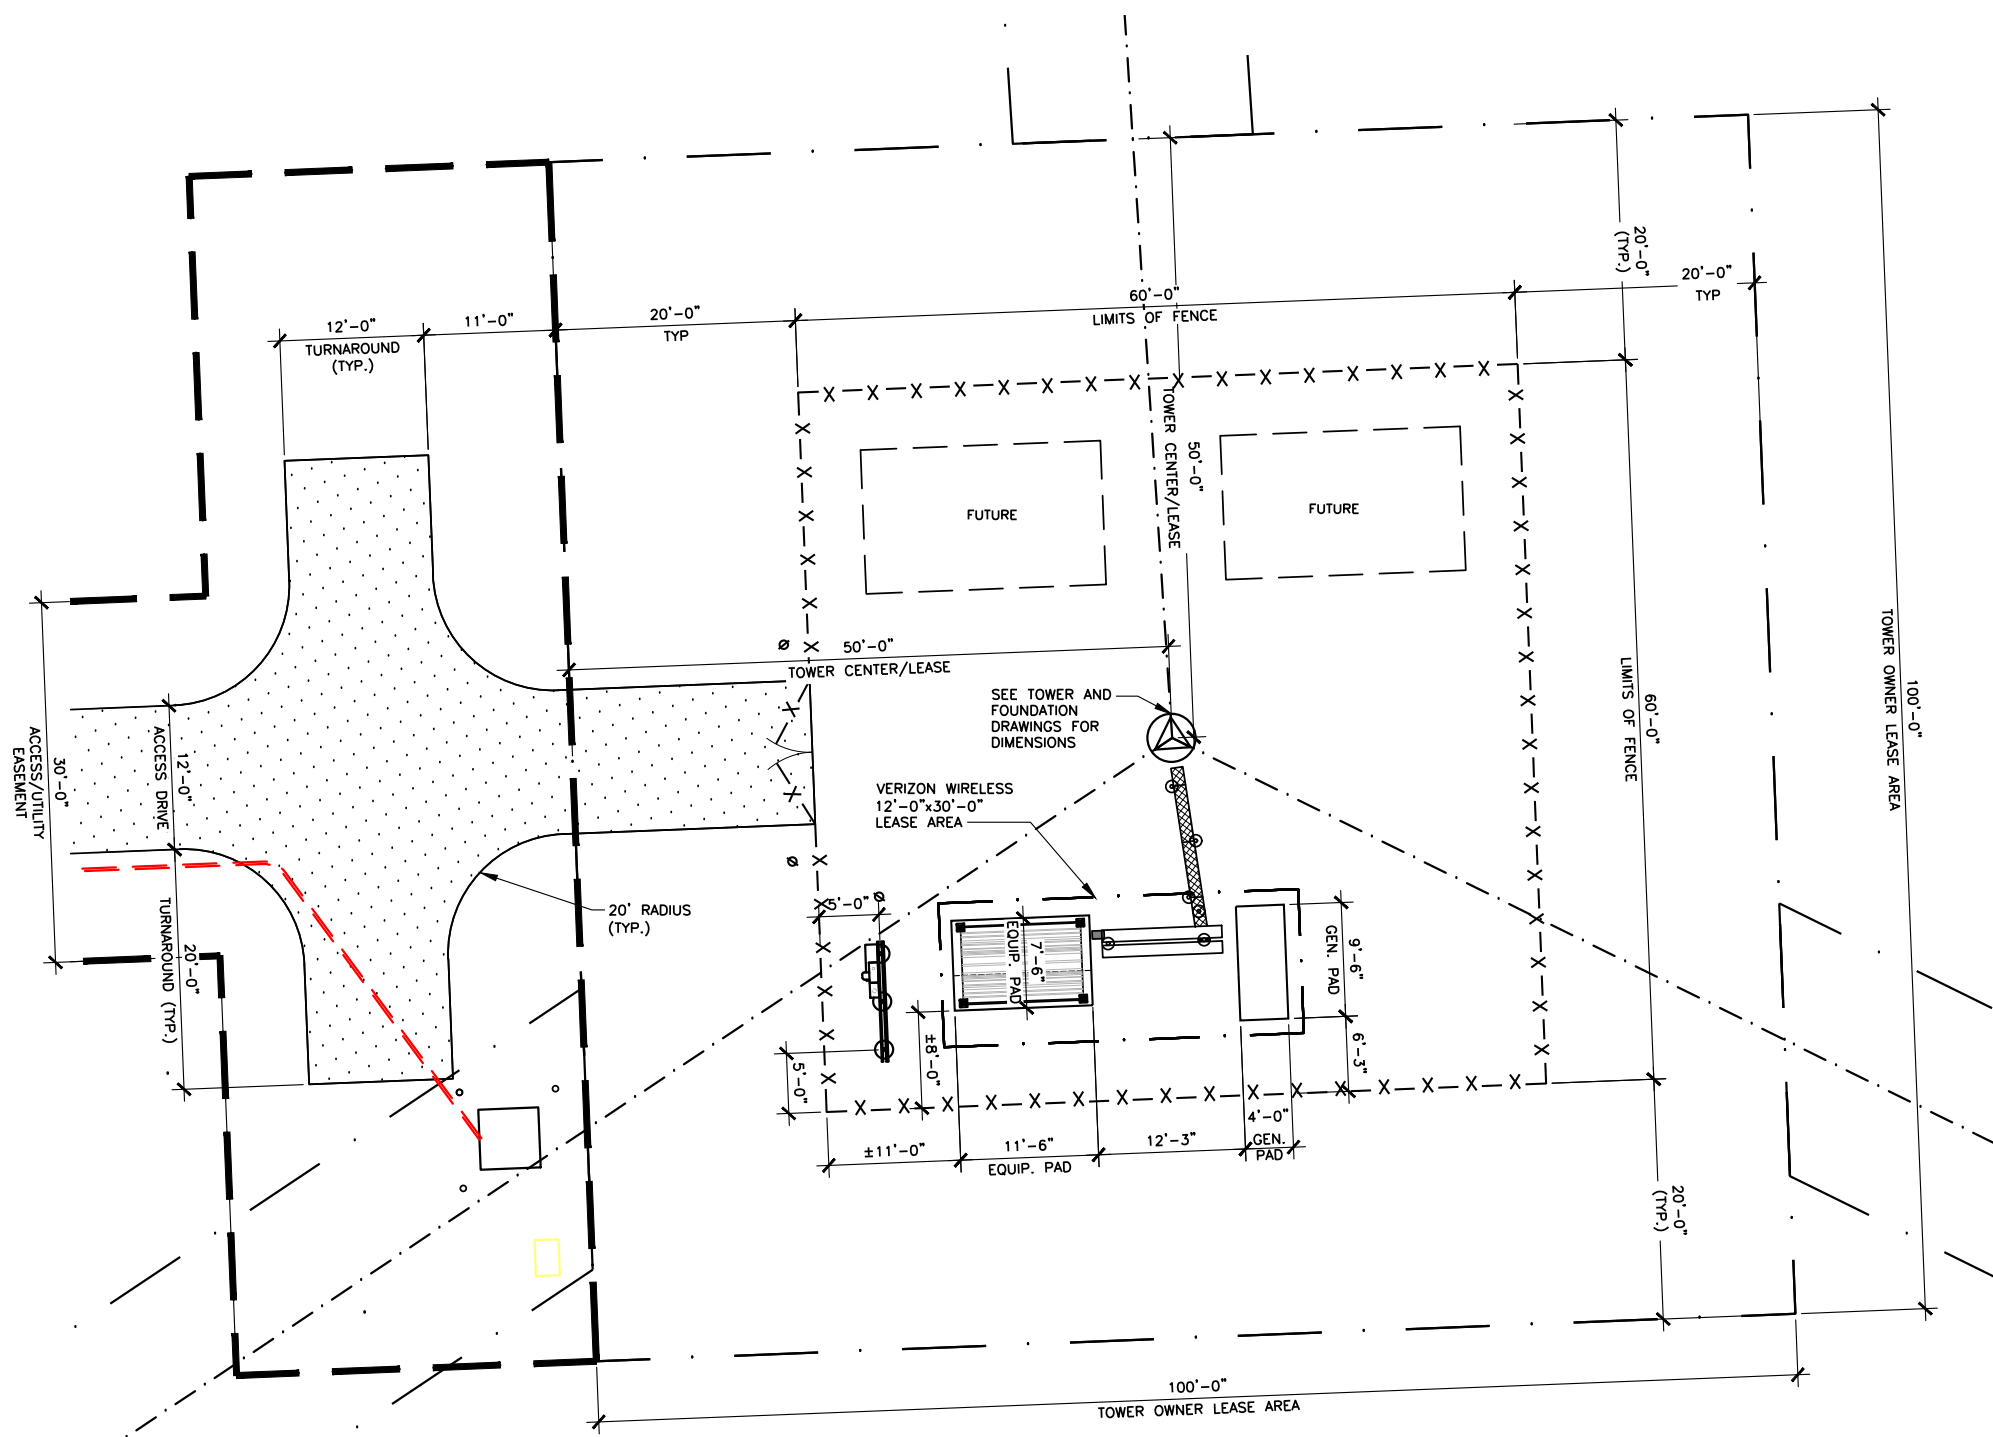 20'-0"
(TYP.)
20'-0"
TYP
60'-0"
LIMITS OF FENCE
20'-0"
TYP
11'-0"
12'-0"
TURNAROUND
(TYP.)
TOWER CENTER/LEASE
50'-0"
FUTURE
FUTURE
50'-0"
TOWER CENTER/LEASE
SEE TOWER AND
FOUNDATION
DRAWINGS FOR
DIMENSIONS
VERIZON WIRELESS
12'-0"x30'-0"
LEASE AREA
60'-0"
LIMITS OF FENCE
100'-0"
TOWER OWNER LEASE AREA
30'-0"
ACCESS/UTILITY
EASEMENT
12'-0"
ACCESS DRIVE
20'-0"
TURNAROUND (TYP.)
20' RADIUS
(TYP.)
5'-0"
7'-6"
EQUIP. PAD
9'-6"
GEN. PAD
6'-3"
±8'-0"
5'-0"
±11'-0"
11'-6"
EQUIP. PAD
12'-3"
4'-0"
GEN.
PAD
20'-0"
(TYP.)
100'-0"
TOWER OWNER LEASE AREA